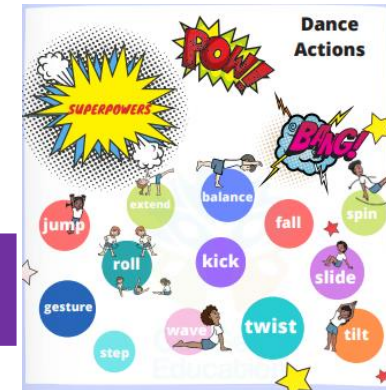 Dance
Actions
POW!
SUPERPOWERS
BANG!
jump
extend
balance
fall
spin
roll
kick
slide
gesture
wave
twist
tilt
step